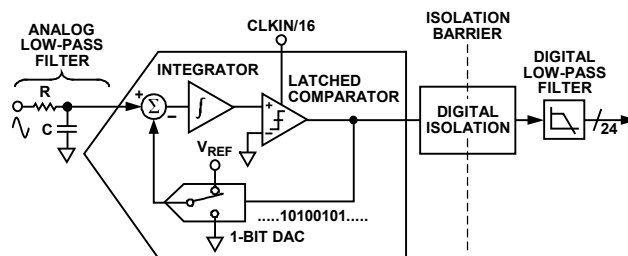 ANALOG
LOW-PASS
FILTER
R
C
+
Σ
–
INTEGRATOR
∫
CLKIN/16
LATCHED
COMPARATOR
+
–
VREF
1-BIT DAC
.....10100101.....
ISOLATION
BARRIER
DIGITAL
ISOLATION
DIGITAL
LOW-PASS
FILTER
24